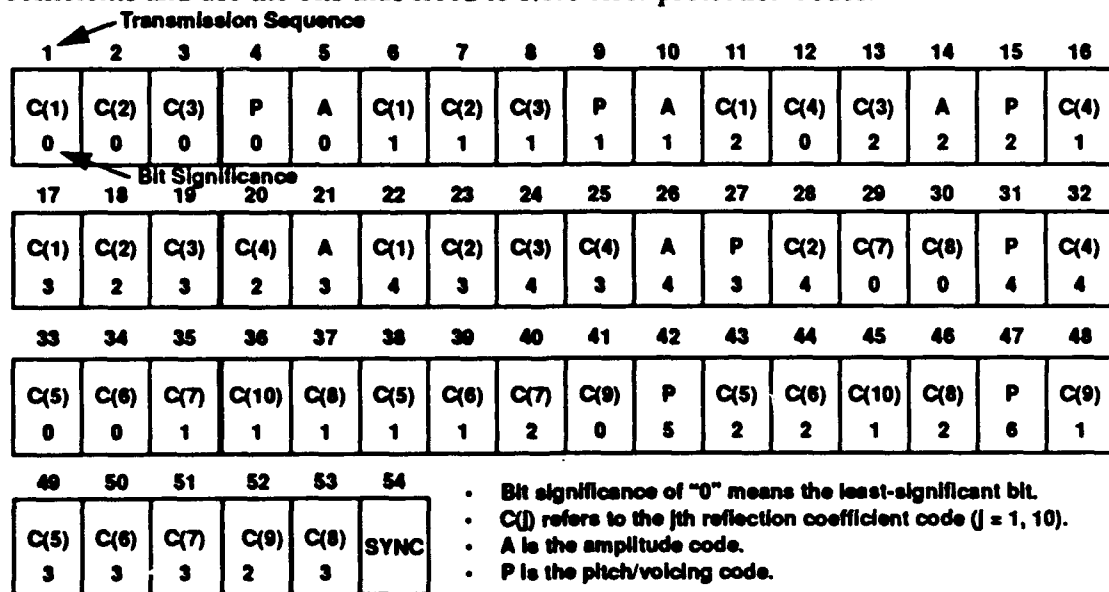 and use the bits thus freed to
Transmission Sequence
1 2 3 4 5 6 7 8 9 10 11 12 13 14 15 16
C(1) C(2) C(3) P A C(1) C(2) C(3) P A C(1) C(4) C(3) A P C(4)
0 0 0 0 0 1 1 1 1 1 2 0 2 2 2 1
Bit Significance
17 18 19 20 21 22 23 24 25 26 27 28 29 30 31 32
C(1) C(2) C(3) C(4) A C(1) C(2) C(3) C(4) A P C(2) C(7) C(8) P C(4)
3 2 3 2 3 4 3 4 3 4 3 4 0 0 4 4
33 34 35 36 37 38 39 40 41 42 43 44 45 46 47 48
C(5) C(6) C(7) C(10) C(8) C(5) C(6) C(7) C(9) P C(5) C(6) C(10) C(8) P C(9)
0 0 1 1 1 1 1 2 0 5 2 2 1 2 6 1
49 50 51 52 53 54
C(5) C(6) C(7) C(9) C(8) SYNC
3 3 3 2 3
• Bit significance of "0" means the least-significant bit.
• C(j) refers to the jth reflection coefficient code (j = 1, 10).
• A is the amplitude code.
• P is the pitch/voicing code.